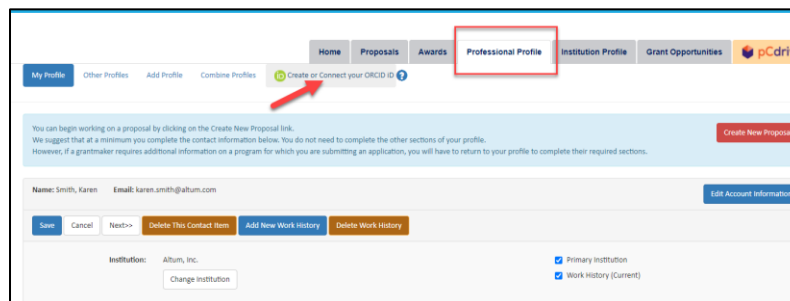 Home Proposals Awards Professional Profile Institution Profile Grant Opportunities pCdri
My Profile Other Profiles Add Profile Combine Profiles iD Create or Connect your ORCID iD ?
You can begin working on a proposal by clicking on the Create New Proposal link.
We suggest that at a minimum you complete the contact information below. You do not need to complete the other sections of your profile.
However, if a grantmaker requires additional information on a program for which you are submitting an application, you will have to return to your profile to complete their required sections.
Create New Proposa
Name: Smith, Karen Email: karen.smith@altum.com
Edit Account Information
Save Cancel Next>> Delete This Contact Item Add New Work History Delete Work History
Institution: Altum, Inc. Primary Institution
Change Institution Work History (Current)